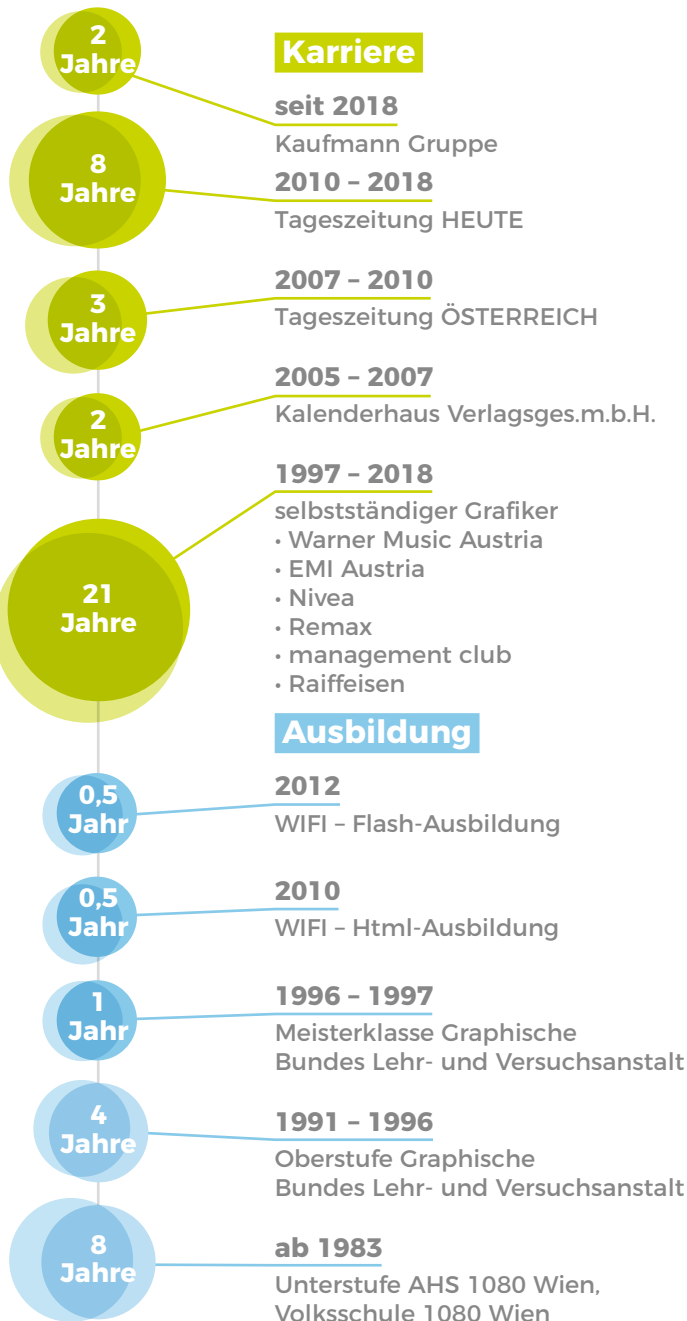 2
Jahre
Karriere
seit 2018
Kaufmann Gruppe
8
Jahre
2010 – 2018
Tageszeitung HEUTE
3
Jahre
2007 – 2010
Tageszeitung ÖSTERREICH
2
Jahre
2005 – 2007
Kalenderhaus Verlagsges.m.b.H.
21
Jahre
1997 – 2018
selbstständiger Grafiker
• Warner Music Austria
• EMI Austria
• Nivea
• Remax
• management club
• Raiffeisen
Ausbildung
0,5
Jahr
2012
WIFI – Flash-Ausbildung
0,5
Jahr
2010
WIFI – Html-Ausbildung
1
Jahr
1996 – 1997
Meisterklasse Graphische
Bundes Lehr- und Versuchsanstalt
4
Jahre
1991 – 1996
Oberstufe Graphische
Bundes Lehr- und Versuchsanstalt
8
Jahre
ab 1983
Unterstufe AHS 1080 Wien,
Volksschule 1080 Wien